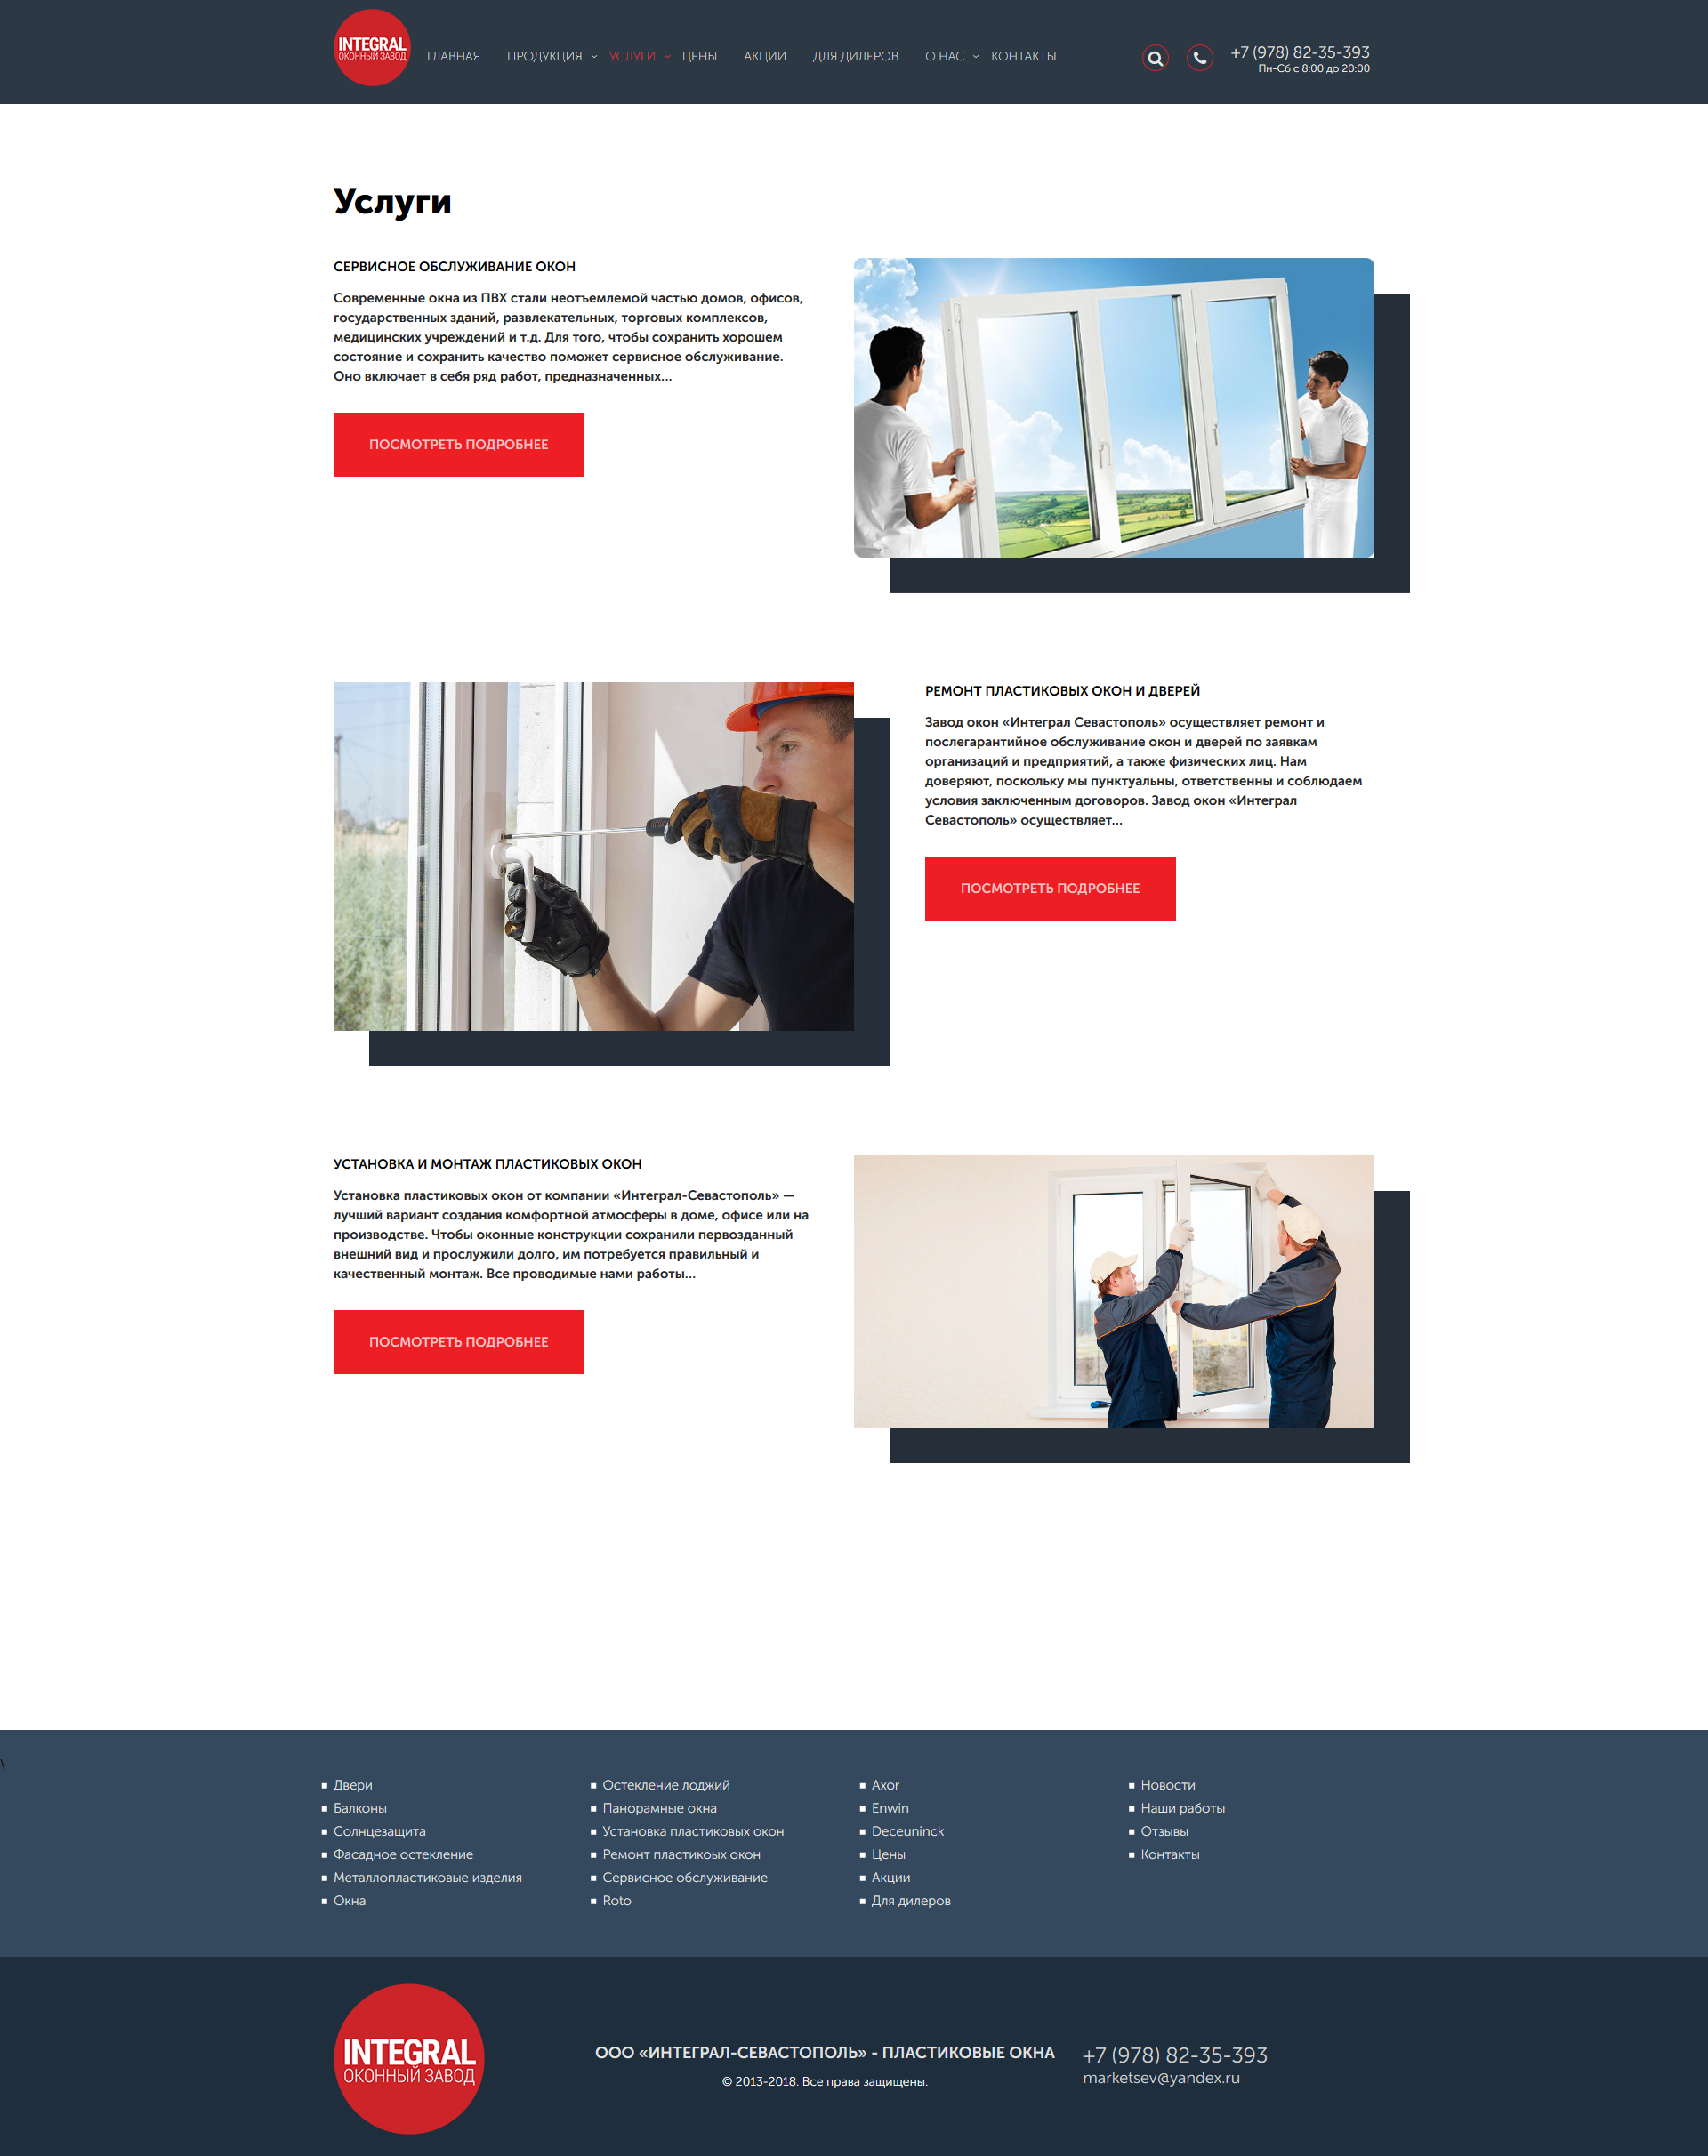 INTEGRAL
ОКОННЫЙ ЗАВОД
ГЛАВНАЯ ПРОДУКЦИЯ УСЛУГИ ЦЕНЫ АКЦИИ ДЛЯ ДИЛЕРОВ О НАС КОНТАКТЫ
+7 (978) 82-35-393
Пн-Сб с 8:00 до 20:00
Услуги
СЕРВИСНОЕ ОБСЛУЖИВАНИЕ ОКОН
Современные окна из ПВХ стали неотъемлемой частью домов, офисов,
государственных зданий, развлекательных, торговых комплексов,
медицинских учреждений и т.д. Для того, чтобы сохранить хорошем
состояние и сохранить качество поможет сервисное обслуживание.
Оно включает в себя ряд работ, предназначенных...
ПОСМОТРЕТЬ ПОДРОБНЕЕ
РЕМОНТ ПЛАСТИКОВЫХ ОКОН И ДВЕРЕЙ
Завод окон «Интеграл Севастополь» осуществляет ремонт и
послегарантийное обслуживание окон и дверей по заявкам
организаций и предприятий, а также физических лиц. Нам
доверяют, поскольку мы пунктуальны, ответственны и соблюдаем
условия заключенным договоров. Завод окон «Интеграл
Севастополь» осуществляет...
ПОСМОТРЕТЬ ПОДРОБНЕЕ
УСТАНОВКА И МОНТАЖ ПЛАСТИКОВЫХ ОКОН
Установка пластиковых окон от компании «Интеграл-Севастополь» —
лучший вариант создания комфортной атмосферы в доме, офисе или на
производстве. Чтобы оконные конструкции сохранили первозданный
внешний вид и прослужили долго, им потребуется правильный и
качественный монтаж. Все проводимые нами работы...
ПОСМОТРЕТЬ ПОДРОБНЕЕ
\
Двери
Балконы
Солнцезащита
Фасадное остекление
Металлопластиковые изделия
Окна
Остекление лоджий
Панорамные окна
Установка пластиковых окон
Ремонт пластикоых окон
Сервисное обслуживание
Roto
Axor
Enwin
Deceuninck
Цены
Акции
Для дилеров
Новости
Наши работы
Отзывы
Контакты
INTEGRAL
ОКОННЫЙ ЗАВОД
ООО «ИНТЕГРАЛ-СЕВАСТОПОЛЬ» - ПЛАСТИКОВЫЕ ОКНА
© 2013-2018. Все права защищены.
+7 (978) 82-35-393
marketsev@yandex.ru